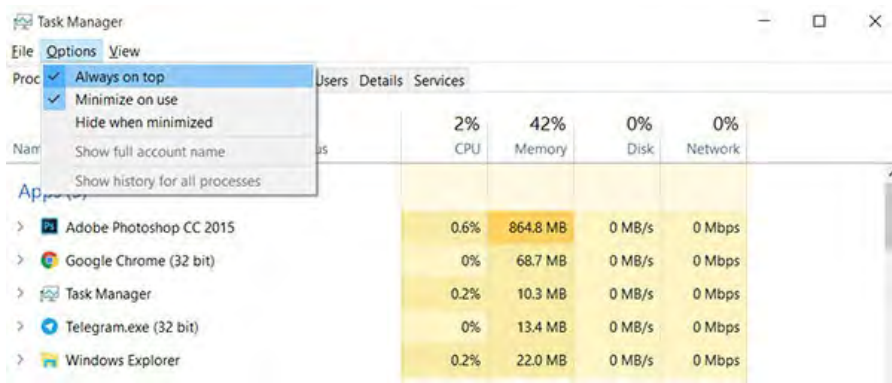 Task Manager
File Options View
Proc Always on top Users Details Services
Minimize on use
Hide when minimized
2% 42% 0% 0%
Nam Show full account name us CPU Memory Disk Network
Show history for all processes
Adobe Photoshop CC 2015 0.6% 864.8 MB 0 MB/s 0 Mbps
Google Chrome (32 bit) 0% 68.7 MB 0 MB/s 0 Mbps
Task Manager 0.2% 10.3 MB 0 MB/s 0 Mbps
Telegram.exe (32 bit) 0% 13.4 MB 0 MB/s 0 Mbps
Windows Explorer 0.2% 22.0 MB 0 MB/s 0 Mbps